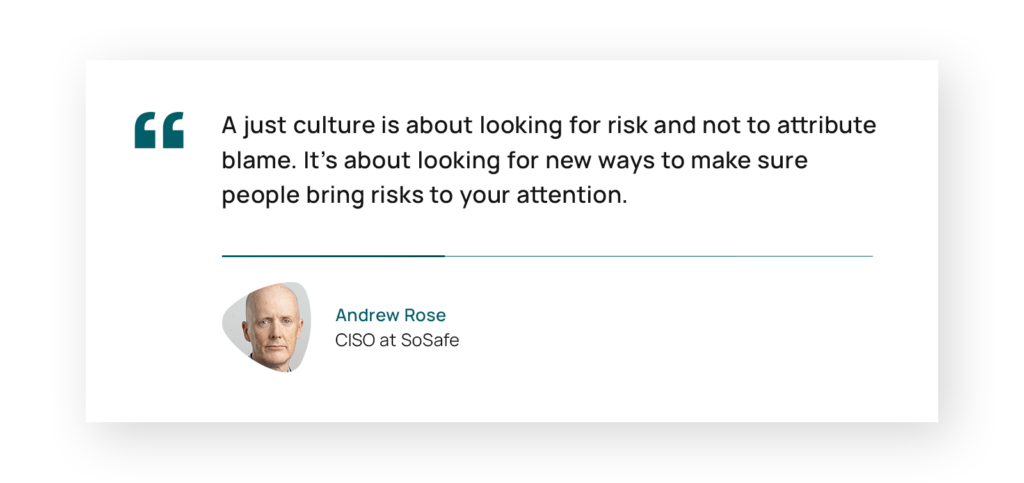 A just culture is about looking for risk and not to attribute
blame. It’s about looking for new ways to make sure
people bring risks to your attention.
Andrew Rose
CISO at SoSafe